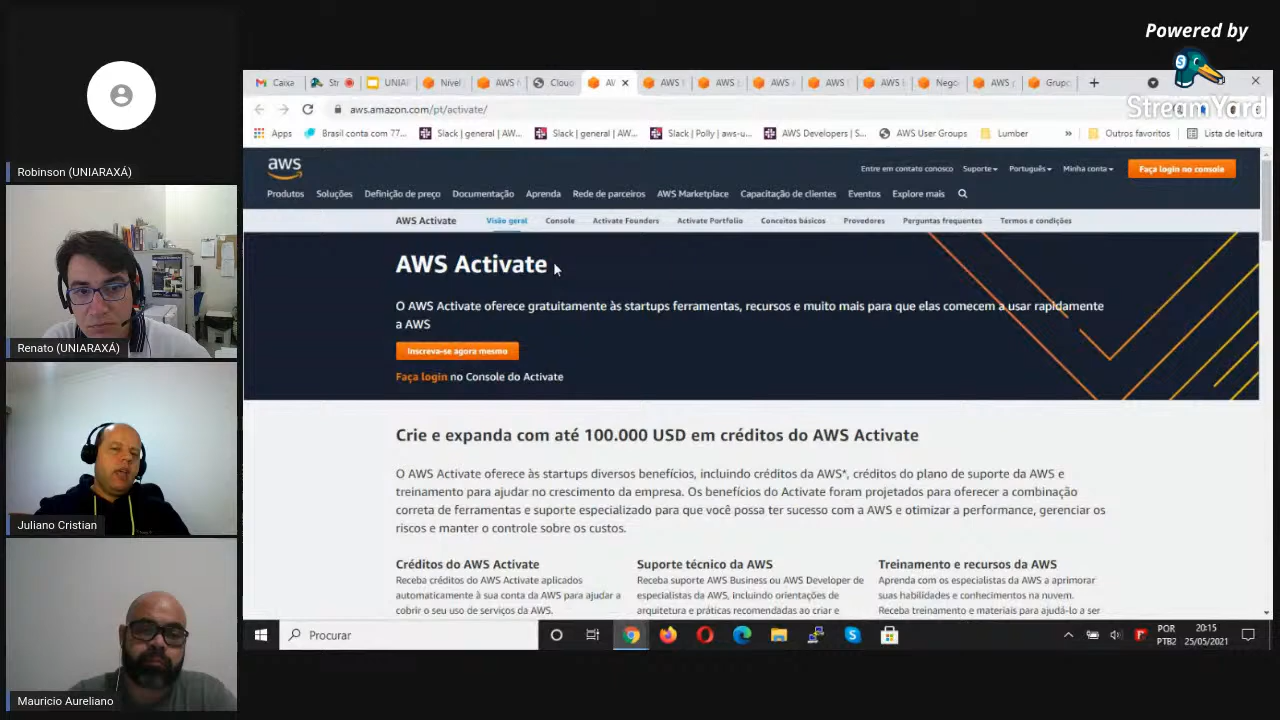 Powered by
StreamYard
Robinson (UNIARAXÁ)
Renato (UNIARAXÁ)
Juliano Cristian
Mauricio Aureliano
Caixa
UNIAI
Nível
AWS
Clou
AWS
AWS
Nego
Grupo
aws.amazon.com/pt/activate/
Apps
Brasil conta com 77...
Slack | general | AW...
Slack | general | AW...
Slack | Polly | aws-u...
AWS Developers | S...
AWS User Groups
Lumber
»
Outros favoritos
Lista de leitura
aws
Entre em contato conosco
Suporte
Português
Minha conta
Faça login no console
Produtos
Soluções
Definição de preço
Documentação
Aprenda
Rede de parceiros
AWS Marketplace
Capacitação de clientes
Eventos
Explore mais
AWS Activate
Visão geral
Console
Activate Founders
Activate Portfolio
Conceitos básicos
Provedores
Perguntas frequentes
Termos e condições
AWS Activate
O AWS Activate oferece gratuitamente às startups ferramentas, recursos e muito mais para que elas comecem a usar rapidamente
a AWS
Inscreva-se agora mesmo
Faça login no Console do Activate
Crie e expanda com até 100.000 USD em créditos do AWS Activate
O AWS Activate oferece às startups diversos benefícios, incluindo créditos da AWS*, créditos do plano de suporte da AWS e
treinamento para ajudar no crescimento da empresa. Os benefícios do Activate foram projetados para oferecer a combinação
correta de ferramentas e suporte especializado para que você possa ter sucesso com a AWS e otimizar a performance, gerenciar os
riscos e manter o controle sobre os custos.
Créditos do AWS Activate
Receba créditos do AWS Activate aplicados
automaticamente à sua conta da AWS para ajudar a
cobrir o seu uso de serviços da AWS.
Suporte técnico da AWS
Receba suporte AWS Business ou AWS Developer de
especialistas da AWS, incluindo orientações de
arquitetura e práticas recomendadas ao criar e
Treinamento e recursos da AWS
Aprenda com os especialistas da AWS a aprimorar
suas habilidades e conhecimentos na nuvem.
Receba treinamento e materiais para ajudá-lo a ser
Procurar
POR
PTB2
20:15
25/05/2021